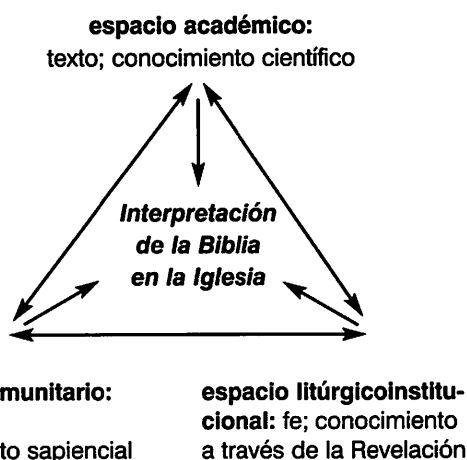 espacio académico:
texto; conocimiento científico
Interpretación
de la Biblia
en la Iglesia
munitario:
to sapiencial
espacio litúrgicoinstitu-
cional: fe; conocimiento
a través de la Revelación